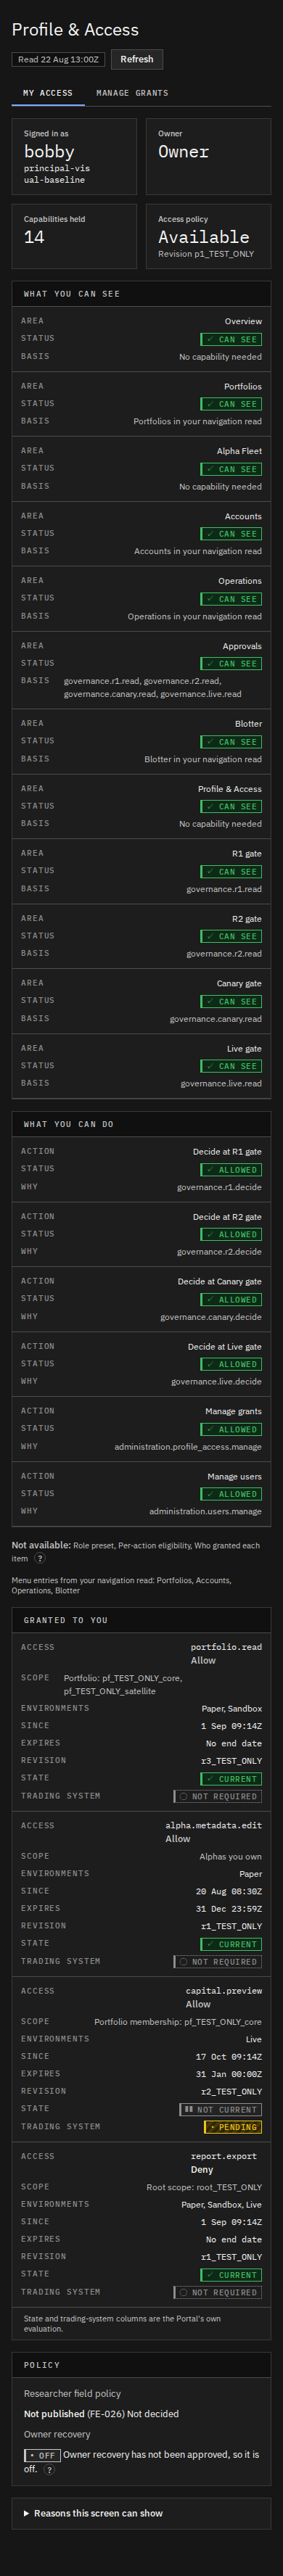 Profile & Access
Read 22 Aug 13:00Z
Refresh
MY ACCESS
MANAGE GRANTS
Signed in as
bobby
principal-vis
ual-baseline
Owner
Owner
Capabilities held
14
Access policy
Available
Revision p1_TEST_ONLY
WHAT YOU CAN SEE
AREA Overview
STATUS ✓ CAN SEE
BASIS No capability needed
AREA Portfolios
STATUS ✓ CAN SEE
BASIS Portfolios in your navigation read
AREA Alpha Fleet
STATUS ✓ CAN SEE
BASIS No capability needed
AREA Accounts
STATUS ✓ CAN SEE
BASIS Accounts in your navigation read
AREA Operations
STATUS ✓ CAN SEE
BASIS Operations in your navigation read
AREA Approvals
STATUS ✓ CAN SEE
BASIS governance.r1.read, governance.r2.read,
governance.canary.read, governance.live.read
AREA Blotter
STATUS ✓ CAN SEE
BASIS Blotter in your navigation read
AREA Profile & Access
STATUS ✓ CAN SEE
BASIS No capability needed
AREA R1 gate
STATUS ✓ CAN SEE
BASIS governance.r1.read
AREA R2 gate
STATUS ✓ CAN SEE
BASIS governance.r2.read
AREA Canary gate
STATUS ✓ CAN SEE
BASIS governance.canary.read
AREA Live gate
STATUS ✓ CAN SEE
BASIS governance.live.read
WHAT YOU CAN DO
ACTION Decide at R1 gate
STATUS ✓ ALLOWED
WHY governance.r1.decide
ACTION Decide at R2 gate
STATUS ✓ ALLOWED
WHY governance.r2.decide
ACTION Decide at Canary gate
STATUS ✓ ALLOWED
WHY governance.canary.decide
ACTION Decide at Live gate
STATUS ✓ ALLOWED
WHY governance.live.decide
ACTION Manage grants
STATUS ✓ ALLOWED
WHY administration.profile_access.manage
ACTION Manage users
STATUS ✓ ALLOWED
WHY administration.users.manage
Not available: Role preset, Per-action eligibility, Who granted each
item ?
Menu entries from your navigation read: Portfolios, Accounts,
Operations, Blotter
GRANTED TO YOU
ACCESS portfolio.read
Allow
SCOPE Portfolio: pf_TEST_ONLY_core,
pf_TEST_ONLY_satellite
ENVIRONMENTS Paper, Sandbox
SINCE 1 Sep 09:14Z
EXPIRES No end date
REVISION r3_TEST_ONLY
STATE ✓ CURRENT
TRADING SYSTEM NOT REQUIRED
ACCESS alpha.metadata.edit
Allow
SCOPE Alphas you own
ENVIRONMENTS Paper
SINCE 20 Aug 08:30Z
EXPIRES 31 Dec 23:59Z
REVISION r1_TEST_ONLY
STATE ✓ CURRENT
TRADING SYSTEM NOT REQUIRED
ACCESS capital.preview
Allow
SCOPE Portfolio membership: pf_TEST_ONLY_core
ENVIRONMENTS Live
SINCE 17 Oct 09:14Z
EXPIRES 31 Jan 00:00Z
REVISION r2_TEST_ONLY
STATE NOT CURRENT
TRADING SYSTEM PENDING
ACCESS report.export
Deny
SCOPE Root scope: root_TEST_ONLY
ENVIRONMENTS Paper, Sandbox, Live
SINCE 1 Sep 09:14Z
EXPIRES No end date
REVISION r1_TEST_ONLY
STATE ✓ CURRENT
TRADING SYSTEM NOT REQUIRED
State and trading-system columns are the Portal's own
evaluation.
POLICY
Researcher field policy
Not published (FE-026) Not decided
Owner recovery
• OFF Owner recovery has not been approved, so it is
off. ?
▶ Reasons this screen can show